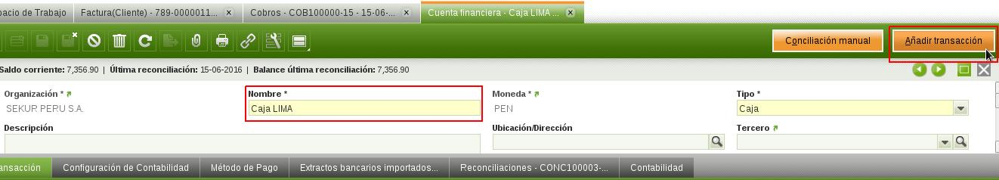 pacio de Trabajo Factura(Cliente) - 789-0000011... Cobros - COB100000-15 - 15-06-... Cuenta financiera - Caja LIMA ...
Conciliación manual Añadir transacción
Saldo corriente: 7,356.90 | Última reconciliación: 15-06-2016 | Balance última reconciliación: 7,356.90
Organización * Nombre * Moneda * Tipo *
SEKUR PERU S.A. Caja LIMA PEN Caja
Descripción Ubicación/Dirección Tercero
ansacción Configuración de Contabilidad Método de Pago Extractos bancarios importados... Reconciliaciones - CONC100003-... Contabilidad